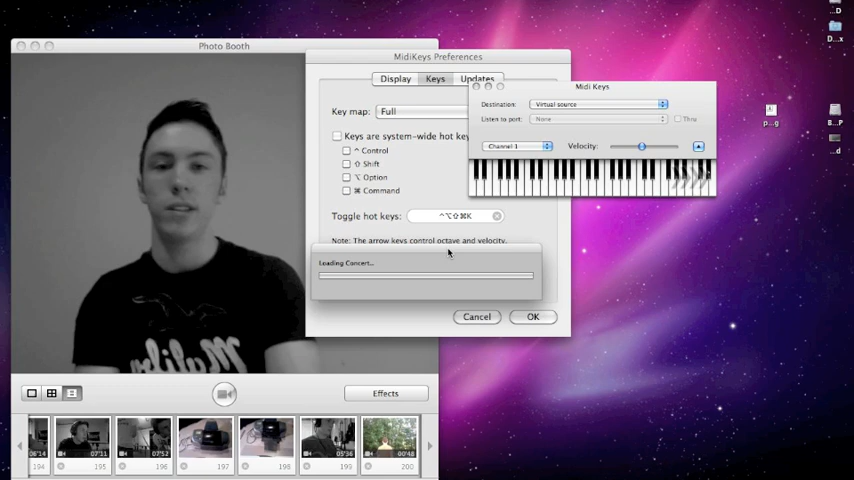 Photo Booth
MidiKeys Preferences
Display Keys Updates
Key map: Full
Keys are system-wide hot key
^ Control
⇧ Shift
⌥ Option
⌘ Command
Toggle hot keys: ^⌥⇧⌘K
Note: The arrow keys control octave and velocity.
Loading Concert...
Cancel OK
Midi Keys
Destination: Virtual source
Listen to port: None Thru
Channel 1 Velocity:
...D
D...x
p...g
B...P
...d
Effects
06'14 07'11 07'52 05'36 00'48
194 195 196 197 198 199 200